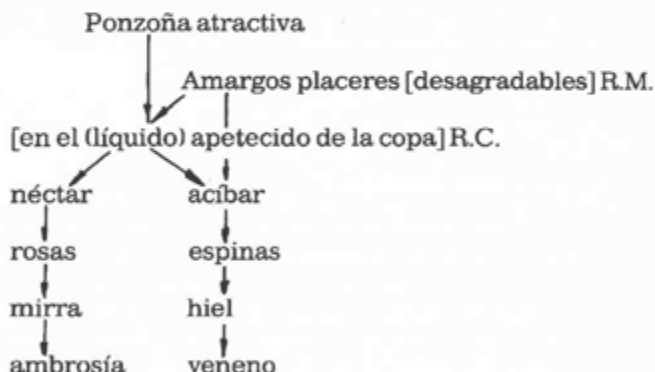 Ponzoña atractiva
Amargos placeres [desagradables] R.M.
[en el (líquido) apetecido de la copa] R.C.
néctar acíbar
rosas espinas
mirra hiel
ambrosía veneno